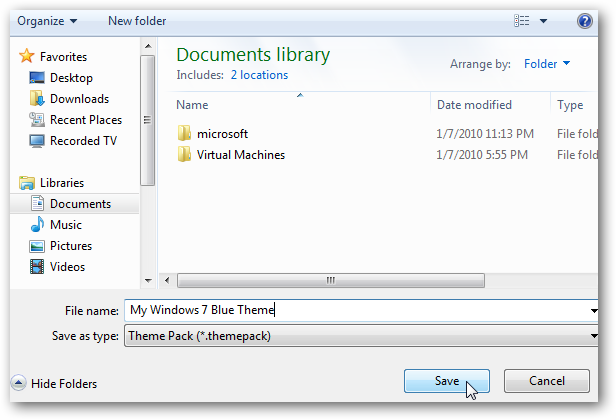 Organize New folder
Documents library
Includes: 2 locations
Arrange by: Folder
Favorites
Desktop
Downloads
Recent Places
Recorded TV
Libraries
Documents
Music
Pictures
Videos
Name Date modified Type
microsoft 1/7/2010 11:13 PM File fold
Virtual Machines 1/7/2010 5:55 PM File fold
File name: My Windows 7 Blue Theme
Save as type: Theme Pack (*.themepack)
Hide Folders Save Cancel